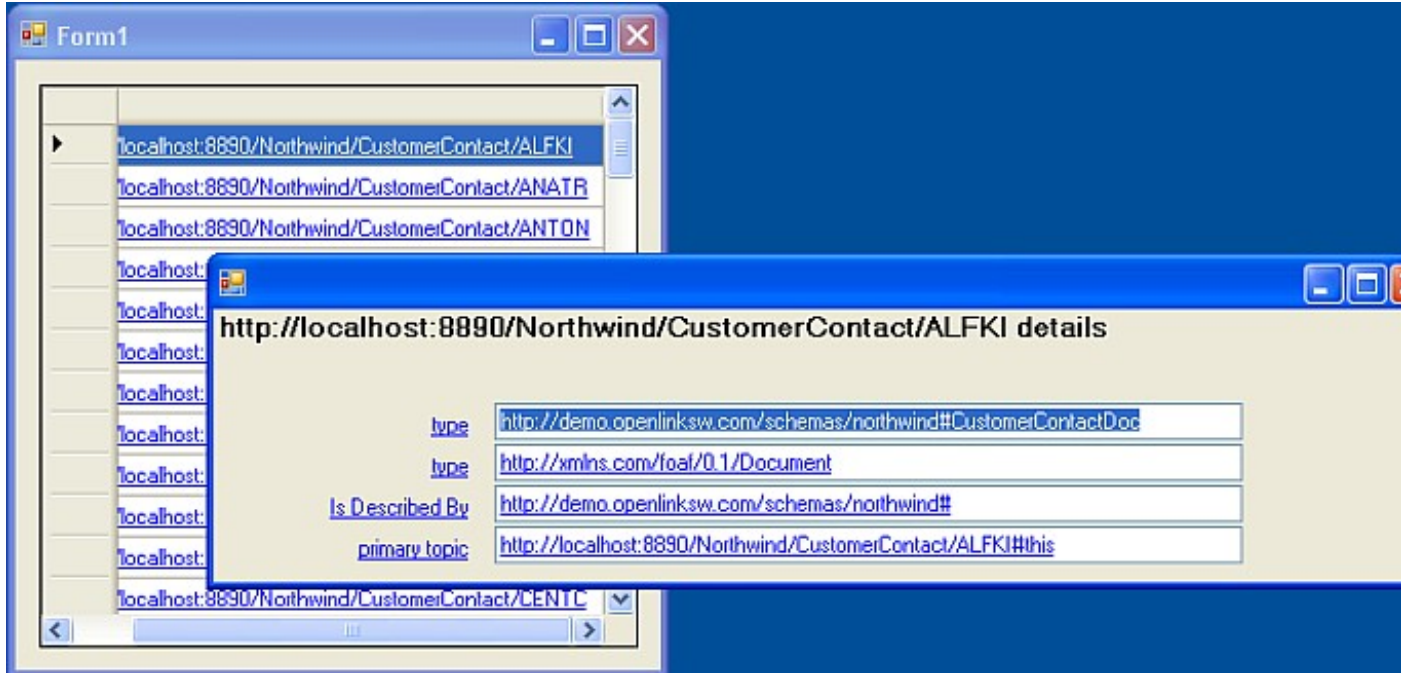 Form1
localhost:8890/Northwind/CustomerContact/ALFKI
localhost:8890/Northwind/CustomerContact/ANATR
localhost:8890/Northwind/CustomerContact/ANTON
localhost:
localhost:
localhost:
localhost:
localhost:
localhost:
localhost:
localhost:
localhost:8890/Northwind/CustomerContact/CENTC
http://localhost:8890/Northwind/CustomerContact/ALFKI details
type http://demo.openlinksw.com/schemas/northwind#CustomerContactDoc
type http://xmlns.com/foaf/0.1/Document
Is Described By http://demo.openlinksw.com/schemas/northwind#
primary topic http://localhost:8890/Northwind/CustomerContact/ALFKI#this